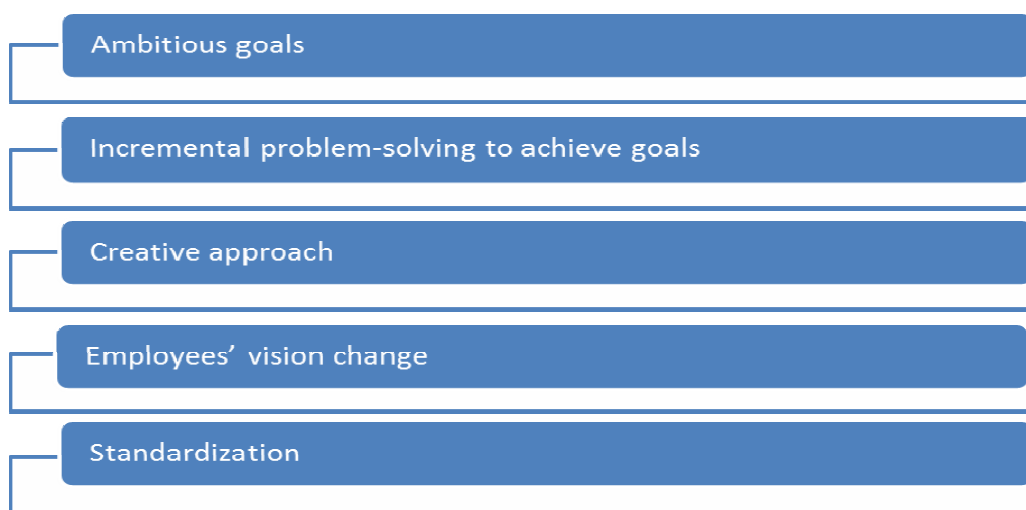 Ambitious goals
Incremental problem-solving to achieve goals
Creative approach
Employees’ vision change
Standardization